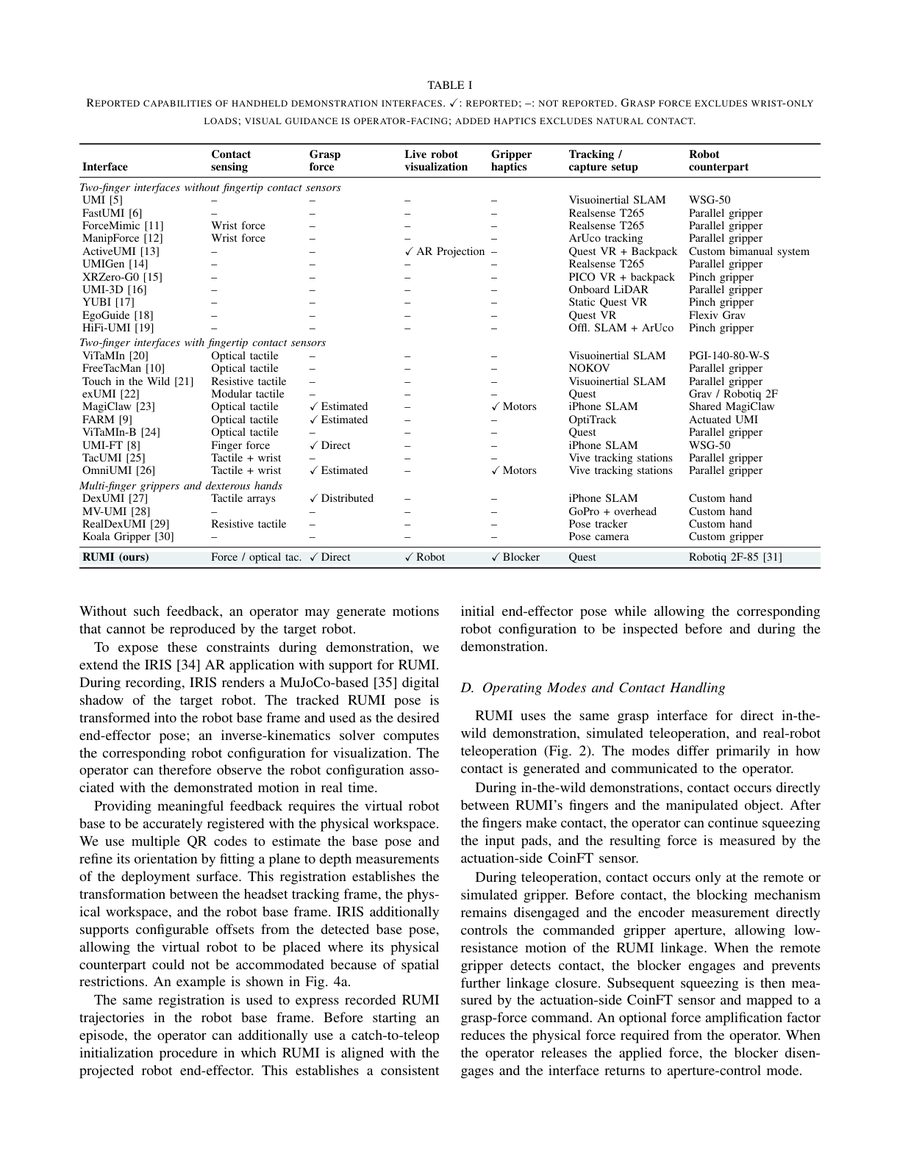 TABLE I
REPORTED CAPABILITIES OF HANDHELD DEMONSTRATION INTERFACES. ✓: REPORTED; –: NOT REPORTED. GRASP FORCE EXCLUDES WRIST-ONLY
LOADS; VISUAL GUIDANCE IS OPERATOR-FACING; ADDED HAPTICS EXCLUDES NATURAL CONTACT.
Interface Contact sensing Grasp force Live robot visualization Gripper haptics Tracking / capture setup Robot counterpart
Two-finger interfaces without fingertip contact sensors
UMI [5] – – – – Visuoinertial SLAM WSG-50
FastUMI [6] – – – – Realsense T265 Parallel gripper
ForceMimic [11] Wrist force – – – Realsense T265 Parallel gripper
ManipForce [12] Wrist force – – – ArUco tracking Parallel gripper
ActiveUMI [13] – – ✓ AR Projection – Quest VR + Backpack Custom bimanual system
UMIGen [14] – – – – Realsense T265 Parallel gripper
XRZero-G0 [15] – – – – PICO VR + backpack Pinch gripper
UMI-3D [16] – – – – Onboard LiDAR Parallel gripper
YUBI [17] – – – – Static Quest VR Pinch gripper
EgoGuide [18] – – – – Quest VR Flexiv Grav
HiFi-UMI [19] – – – – Offl. SLAM + ArUco Pinch gripper
Two-finger interfaces with fingertip contact sensors
ViTaMIn [20] Optical tactile – – – Visuoinertial SLAM PGI-140-80-W-S
FreeTacMan [10] Optical tactile – – – NOKOV Parallel gripper
Touch in the Wild [21] Resistive tactile – – – Visuoinertial SLAM Parallel gripper
exUMI [22] Modular tactile – – – Quest Grav / Robotiq 2F
MagiClaw [23] Optical tactile ✓ Estimated – ✓ Motors iPhone SLAM Shared MagiClaw
FARM [9] Optical tactile ✓ Estimated – – OptiTrack Actuated UMI
ViTaMIn-B [24] Optical tactile – – – Quest Parallel gripper
UMI-FT [8] Finger force ✓ Direct – – iPhone SLAM WSG-50
TacUMI [25] Tactile + wrist – – – Vive tracking stations Parallel gripper
OmniUMI [26] Tactile + wrist ✓ Estimated – ✓ Motors Vive tracking stations Parallel gripper
Multi-finger grippers and dexterous hands
DexUMI [27] Tactile arrays ✓ Distributed – – iPhone SLAM Custom hand
MV-UMI [28] – – – – GoPro + overhead Custom hand
RealDexUMI [29] Resistive tactile – – – Pose tracker Custom hand
Koala Gripper [30] – – – – Pose camera Custom gripper
RUMI (ours) Force / optical tac. ✓ Direct ✓ Robot ✓ Blocker Quest Robotiq 2F-85 [31]
Without such feedback, an operator may generate motions
that cannot be reproduced by the target robot.
To expose these constraints during demonstration, we
extend the IRIS [34] AR application with support for RUMI.
During recording, IRIS renders a MuJoCo-based [35] digital
shadow of the target robot. The tracked RUMI pose is
transformed into the robot base frame and used as the desired
end-effector pose; an inverse-kinematics solver computes
the corresponding robot configuration for visualization. The
operator can therefore observe the robot configuration asso-
ciated with the demonstrated motion in real time.
Providing meaningful feedback requires the virtual robot
base to be accurately registered with the physical workspace.
We use multiple QR codes to estimate the base pose and
refine its orientation by fitting a plane to depth measurements
of the deployment surface. This registration establishes the
transformation between the headset tracking frame, the phys-
ical workspace, and the robot base frame. IRIS additionally
supports configurable offsets from the detected base pose,
allowing the virtual robot to be placed where its physical
counterpart could not be accommodated because of spatial
restrictions. An example is shown in Fig. 4a.
The same registration is used to express recorded RUMI
trajectories in the robot base frame. Before starting an
episode, the operator can additionally use a catch-to-teleop
initialization procedure in which RUMI is aligned with the
projected robot end-effector. This establishes a consistent
initial end-effector pose while allowing the corresponding
robot configuration to be inspected before and during the
demonstration.
D. Operating Modes and Contact Handling
RUMI uses the same grasp interface for direct in-the-
wild demonstration, simulated teleoperation, and real-robot
teleoperation (Fig. 2). The modes differ primarily in how
contact is generated and communicated to the operator.
During in-the-wild demonstrations, contact occurs directly
between RUMI's fingers and the manipulated object. After
the fingers make contact, the operator can continue squeezing
the input pads, and the resulting force is measured by the
actuation-side CoinFT sensor.
During teleoperation, contact occurs only at the remote or
simulated gripper. Before contact, the blocking mechanism
remains disengaged and the encoder measurement directly
controls the commanded gripper aperture, allowing low-
resistance motion of the RUMI linkage. When the remote
gripper detects contact, the blocker engages and prevents
further linkage closure. Subsequent squeezing is then mea-
sured by the actuation-side CoinFT sensor and mapped to a
grasp-force command. An optional force amplification factor
reduces the physical force required from the operator. When
the operator releases the applied force, the blocker disen-
gages and the interface returns to aperture-control mode.